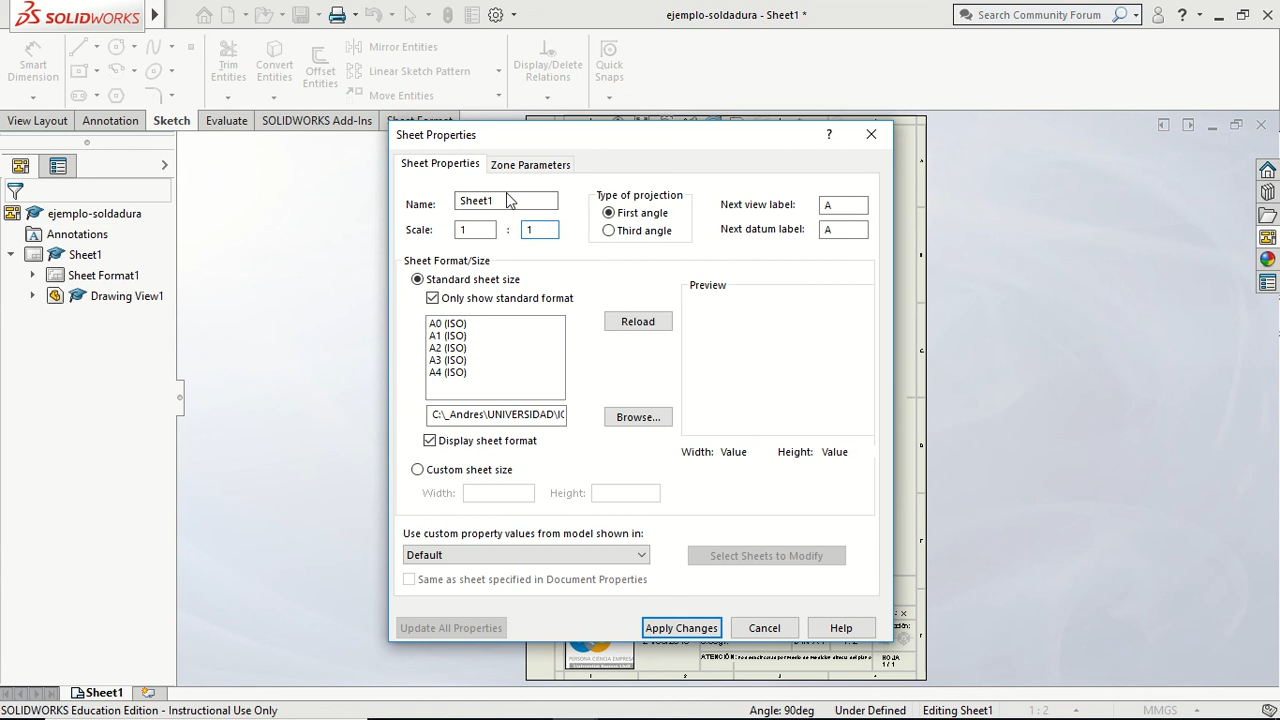 SOLIDWORKS
ejemplo-soldadura - Sheet1 *
Search Community Forum
Smart Dimension
Trim Entities
Convert Entities
Offset Entities
Mirror Entities
Linear Sketch Pattern
Move Entities
Display/Delete Relations
Quick Snaps
View Layout
Annotation
Sketch
Evaluate
SOLIDWORKS Add-Ins
Sheet Format
ejemplo-soldadura
Annotations
Sheet1
Sheet Format1
Drawing View1
Sheet Properties
Sheet Properties
Zone Parameters
Name: Sheet1
Scale: 1 : 1
Type of projection
First angle
Third angle
Next view label: A
Next datum label: A
Sheet Format/Size
Standard sheet size
Only show standard format
A0 (ISO)
A1 (ISO)
A2 (ISO)
A3 (ISO)
A4 (ISO)
Reload
C:\_Andres\UNIVERSIDAD\IC
Browse...
Display sheet format
Custom sheet size
Width:
Height:
Preview
Width: Value Height: Value
Use custom property values from model shown in:
Default
Select Sheets to Modify
Same as sheet specified in Document Properties
Update All Properties
Apply Changes
Cancel
Help
HOJA
1 / 1
Sheet1
SOLIDWORKS Education Edition - Instructional Use Only
Angle: 90deg
Under Defined
Editing Sheet1
1 : 2
MMGS